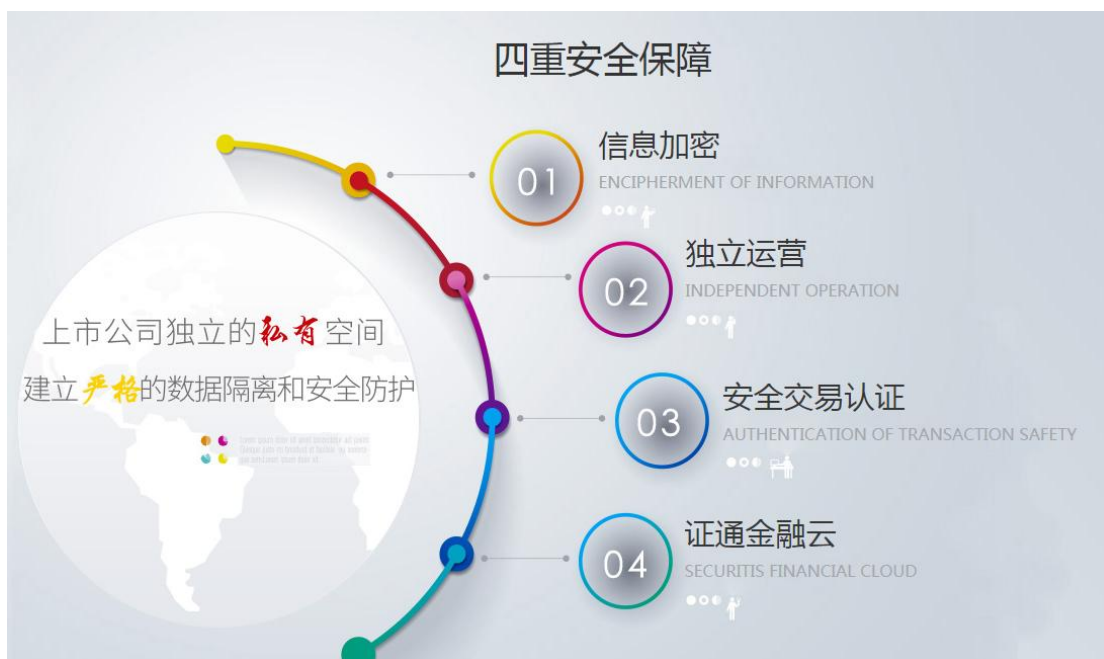 四重安全保障
01
信息加密
ENCIPHERMENT OF INFORMATION
02
独立运营
INDEPENDENT OPERATION
上市公司独立的私有空间
建立严格的数据隔离和安全防护
03
安全交易认证
AUTHENTICATION OF TRANSACTION SAFETY
04
证通金融云
SECURITIS FINANCIAL CLOUD